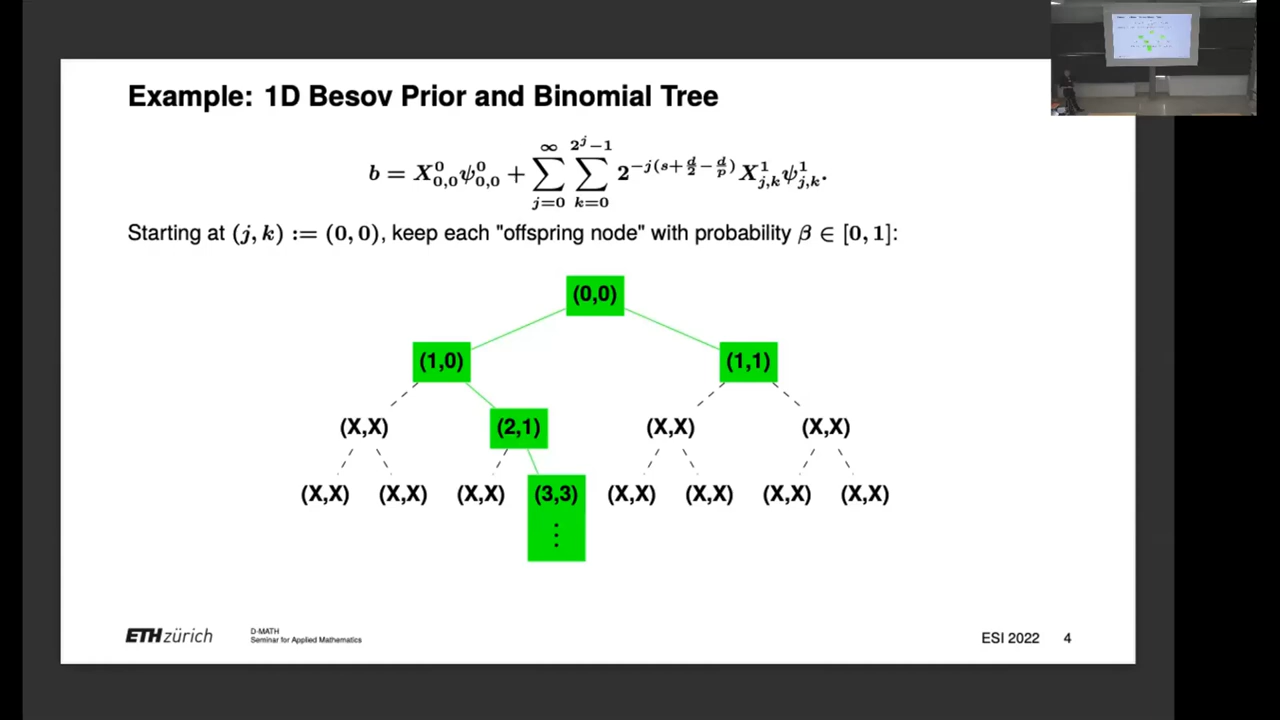 Example: 1D Besov Prior and Binomial Tree
b = X^0_{0,0} ψ^0_{0,0} + ∑_{j=0}^{∞} ∑_{k=0}^{2^j−1} 2^{−j(s+\frac{d}{2}−\frac{d}{p})} X^1_{j,k} ψ^1_{j,k}.
Starting at (j, k) := (0, 0), keep each "offspring node" with probability β ∈ [0, 1]:
(0,0)
(1,0) (1,1)
(X,X) (2,1) (X,X) (X,X)
(X,X) (X,X) (X,X) (3,3) (X,X) (X,X) (X,X) (X,X)
⋮
ETH zürich
D-MATH
Seminar for Applied Mathematics
ESI 2022 4